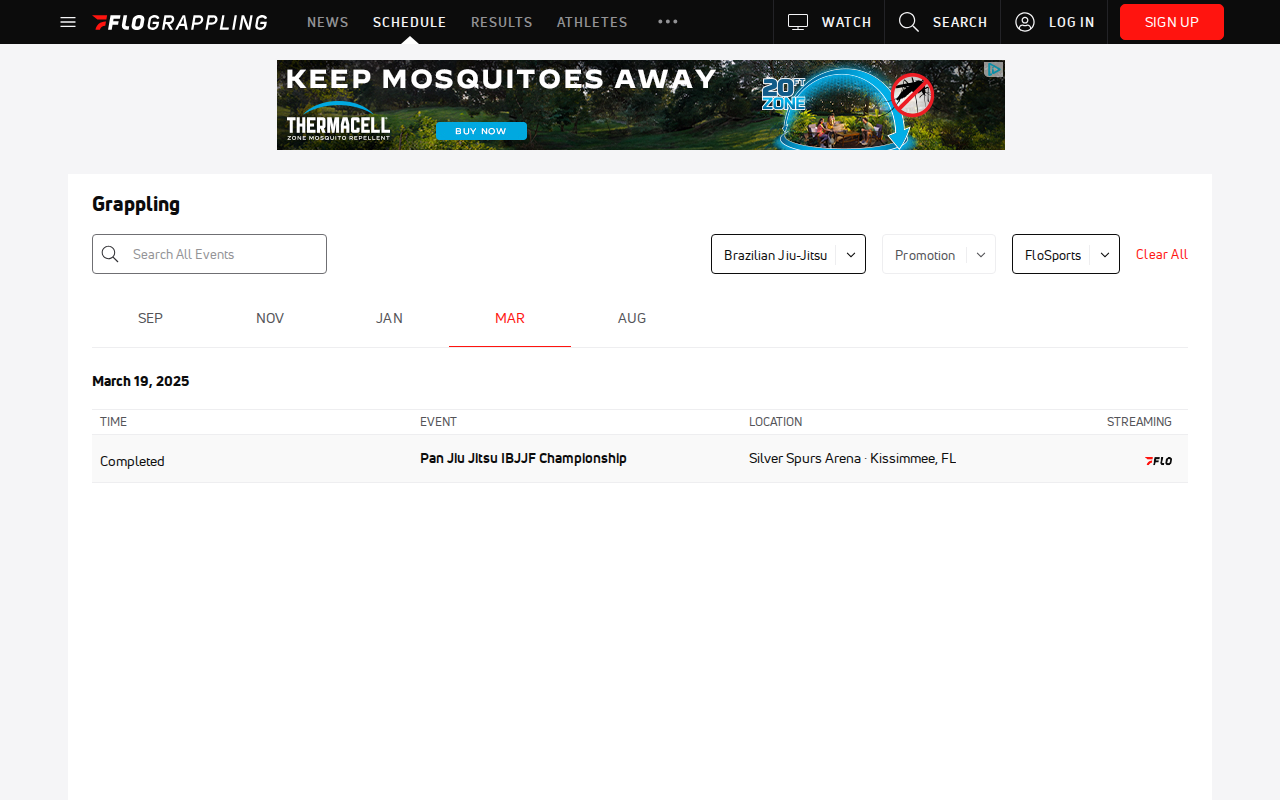 FLOGRAPPLING NEWS SCHEDULE RESULTS ATHLETES WATCH SEARCH LOG IN SIGN UP
KEEP MOSQUITOES AWAY
20FT ZONE
THERMACELL
ZONE MOSQUITO REPELLENT
BUY NOW
Grappling
Search All Events Brazilian Jiu-Jitsu Promotion FloSports Clear All
SEP NOV JAN MAR AUG
March 19, 2025
TIME EVENT LOCATION STREAMING
Completed Pan Jiu Jitsu IBJJF Championship Silver Spurs Arena · Kissimmee, FL FLO